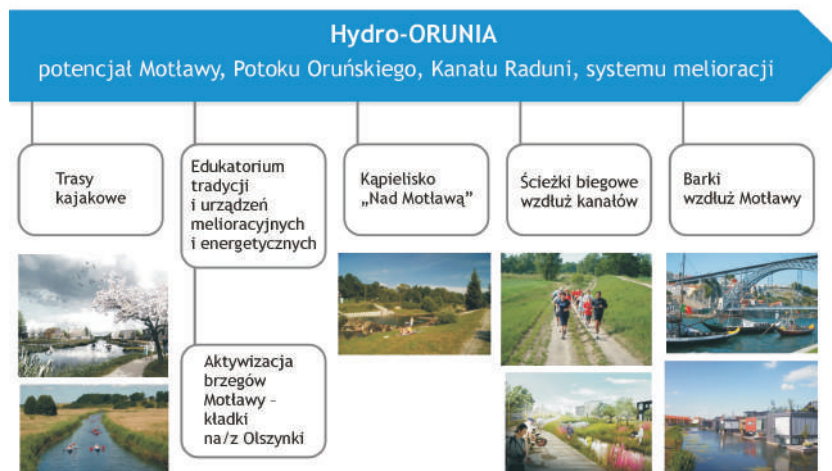 Hydro-ORUNIA
potencjał Motławy, Potoku Oruńskiego, Kanału Raduni, systemu melioracji
Trasy
kajakowe
Edukatorium
tradycji
i urządzeń
melioracyjnych
i energetycznych
Kąpielisko
„Nad Motławą”
Ścieżki biegowe
wzdłuż kanałów
Barki
wzdłuż Motławy
Aktywizacja
brzegów
Motławy –
kładki
na/z Olszynki